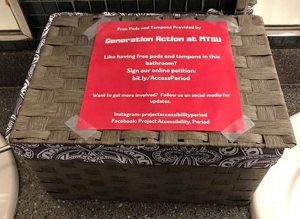 Free Pads and Tampons Provided by
Generation Action at MTSU
Like having free pads and tampons in this
bathroom?
Sign our online petition:
bit.ly/AccessPeriod
Want to get more involved? Follow us on social media for
updates.
Instagram: projectaccessibilityperiod
Facebook: Project Accessibility, Period